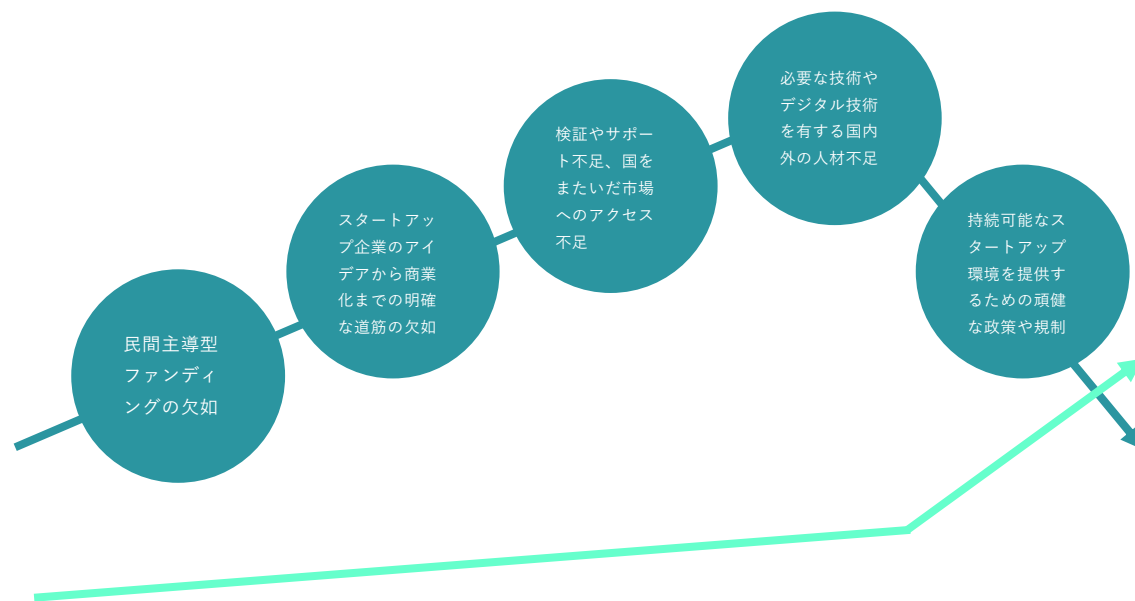 民間主導型
ファンディ
ングの欠如
スタートアッ
プ企業のアイ
デアから商業
化までの明確
な道筋の欠如
検証やサポー
ト不足、国を
またいだ市場
へのアクセス
不足
必要な技術や
デジタル技術
を有する国内
外の人材不足
持続可能なス
タートアップ
環境を提供す
るための頑健
な政策や規制